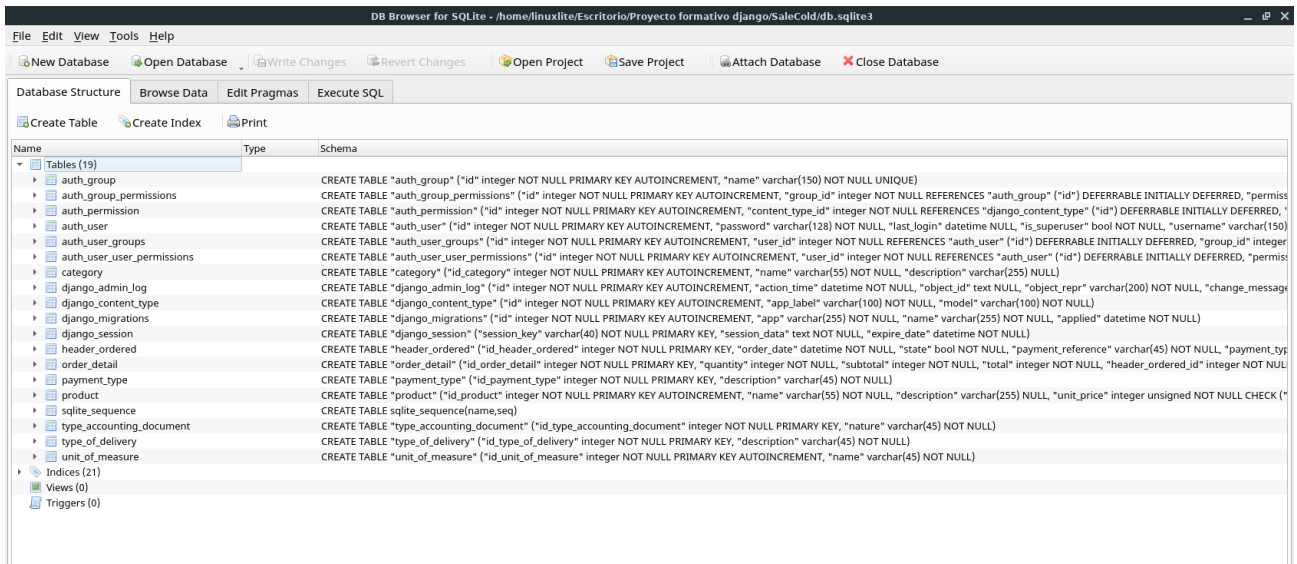 DB Browser for SQLite - /home/linuxlite/Escritorio/Proyecto formativo django/SaleCold/db.sqlite3
File Edit View Tools Help
New Database Open Database Write Changes Revert Changes Open Project Save Project Attach Database Close Database
Database Structure Browse Data Edit Pragmas Execute SQL
Create Table Create Index Print
Name Type Schema
Tables (19)
auth_group CREATE TABLE "auth_group" ("id" integer NOT NULL PRIMARY KEY AUTOINCREMENT, "name" varchar(150) NOT NULL UNIQUE)
auth_group_permissions CREATE TABLE "auth_group_permissions" ("id" integer NOT NULL PRIMARY KEY AUTOINCREMENT, "group_id" integer NOT NULL REFERENCES "auth_group" ("id") DEFERRABLE INITIALLY DEFERRED, "permiss
auth_permission CREATE TABLE "auth_permission" ("id" integer NOT NULL PRIMARY KEY AUTOINCREMENT, "content_type_id" integer NOT NULL REFERENCES "django_content_type" ("id") DEFERRABLE INITIALLY DEFERRED, "
auth_user CREATE TABLE "auth_user" ("id" integer NOT NULL PRIMARY KEY AUTOINCREMENT, "password" varchar(128) NOT NULL, "last_login" datetime NULL, "is_superuser" bool NOT NULL, "username" varchar(150)
auth_user_groups CREATE TABLE "auth_user_groups" ("id" integer NOT NULL PRIMARY KEY AUTOINCREMENT, "user_id" integer NOT NULL REFERENCES "auth_user" ("id") DEFERRABLE INITIALLY DEFERRED, "group_id" integer
auth_user_user_permissions CREATE TABLE "auth_user_user_permissions" ("id" integer NOT NULL PRIMARY KEY AUTOINCREMENT, "user_id" integer NOT NULL REFERENCES "auth_user" ("id") DEFERRABLE INITIALLY DEFERRED, "permiss
category CREATE TABLE "category" ("id_category" integer NOT NULL PRIMARY KEY AUTOINCREMENT, "name" varchar(55) NOT NULL, "description" varchar(255) NULL)
django_admin_log CREATE TABLE "django_admin_log" ("id" integer NOT NULL PRIMARY KEY AUTOINCREMENT, "action_time" datetime NOT NULL, "object_id" text NULL, "object_repr" varchar(200) NOT NULL, "change_message
django_content_type CREATE TABLE "django_content_type" ("id" integer NOT NULL PRIMARY KEY AUTOINCREMENT, "app_label" varchar(100) NOT NULL, "model" varchar(100) NOT NULL)
django_migrations CREATE TABLE "django_migrations" ("id" integer NOT NULL PRIMARY KEY AUTOINCREMENT, "app" varchar(255) NOT NULL, "name" varchar(255) NOT NULL, "applied" datetime NOT NULL)
django_session CREATE TABLE "django_session" ("session_key" varchar(40) NOT NULL PRIMARY KEY, "session_data" text NOT NULL, "expire_date" datetime NOT NULL)
header_ordered CREATE TABLE "header_ordered" ("id_header_ordered" integer NOT NULL PRIMARY KEY, "order_date" datetime NOT NULL, "state" bool NOT NULL, "payment_reference" varchar(45) NOT NULL, "payment_typ
order_detail CREATE TABLE "order_detail" ("id_order_detail" integer NOT NULL PRIMARY KEY, "quantity" integer NOT NULL, "subtotal" integer NOT NULL, "total" integer NOT NULL, "header_ordered_id" integer NOT NUL
payment_type CREATE TABLE "payment_type" ("id_payment_type" integer NOT NULL PRIMARY KEY, "description" varchar(45) NOT NULL)
product CREATE TABLE "product" ("id_product" integer NOT NULL PRIMARY KEY AUTOINCREMENT, "name" varchar(55) NOT NULL, "description" varchar(255) NULL, "unit_price" integer unsigned NOT NULL CHECK ("
sqlite_sequence CREATE TABLE sqlite_sequence(name,seq)
type_accounting_document CREATE TABLE "type_accounting_document" ("id_type_accounting_document" integer NOT NULL PRIMARY KEY, "nature" varchar(45) NOT NULL)
type_of_delivery CREATE TABLE "type_of_delivery" ("id_type_of_delivery" integer NOT NULL PRIMARY KEY, "description" varchar(45) NOT NULL)
unit_of_measure CREATE TABLE "unit_of_measure" ("id_unit_of_measure" integer NOT NULL PRIMARY KEY AUTOINCREMENT, "name" varchar(45) NOT NULL)
Indices (21)
Views (0)
Triggers (0)